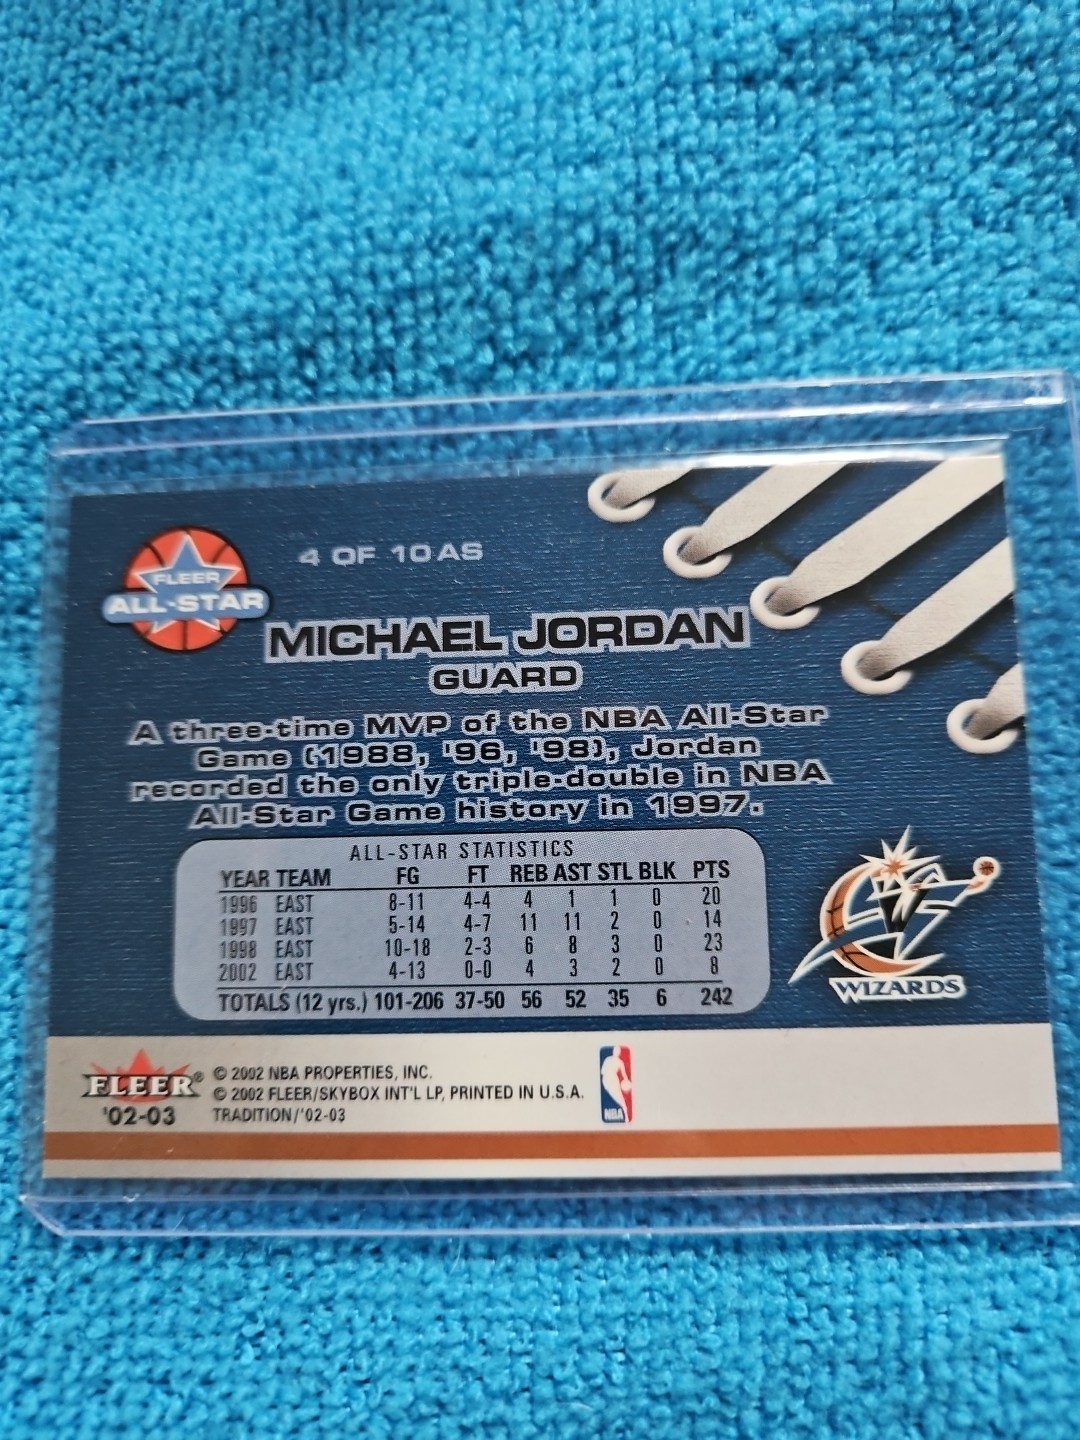 4 OF 10 AS
FLEER
ALL-STAR
MICHAEL JORDAN
GUARD
A three-time MVP of the NBA All-Star
Game (1988, '96, '98), Jordan
recorded the only triple-double in NBA
All-Star Game history in 1997.
ALL-STAR STATISTICS
YEAR TEAM FG FT REB AST STL BLK PTS
1996 EAST 8-11 4-4 4 1 1 0 20
1997 EAST 5-14 4-7 11 11 2 0 14
1998 EAST 10-18 2-3 6 8 3 0 23
2002 EAST 4-13 0-0 4 3 2 0 8
TOTALS (12 yrs.) 101-206 37-50 56 52 35 6 242
WIZARDS
FLEER®
'02-03
© 2002 NBA PROPERTIES, INC.
© 2002 FLEER/SKYBOX INT'L LP, PRINTED IN U.S.A.
TRADITION/'02-03
NBA